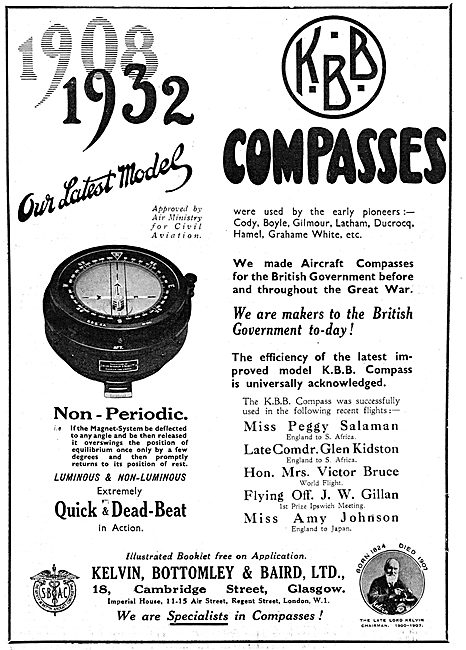 1908
1932
Our Latest Model
Approved by
Air Ministry
for Civil
Aviation.
AFT.
Non - Periodic.
i.e If the Magnet-System be deflected
to any angle and be then released
it overswings the position of
equilibrium once only by a few
degrees and then promptly
returns to its position of rest.
LUMINOUS & NON-LUMINOUS
Extremely
Quick & Dead-Beat
in Action.
K.B.B
COMPASSES
were used by the early pioneers :—
Cody, Boyle, Gilmour, Latham, Ducrocq,
Hamel, Grahame White, etc.
We made Aircraft Compasses
for the British Government before
and throughout the Great War.
We are makers to the British
Government to-day !
The efficiency of the latest im-
proved model K.B.B. Compass
is universally acknowledged.
The K.B.B. Compass was successfully
used in the following recent flights :—
Miss Peggy Salaman
England to S. Africa.
Late Comdr. Glen Kidston
England to S. Africa.
Hon. Mrs. Victor Bruce
World Flight.
Flying Off. J. W. Gillan
1st Prize Ipswich Meeting.
Miss Amy Johnson
England to Japan.
Illustrated Booklet free on Application.
KELVIN, BOTTOMLEY & BAIRD, LTD.,
18, Cambridge Street, Glasgow.
Imperial House, 11-15 Air Street, Regent Street, London, W.1.
We are Specialists in Compasses !
SBAC
BORN 1824 DIED 1907
THE LATE LORD KELVIN
CHAIRMAN. 1900-1907.